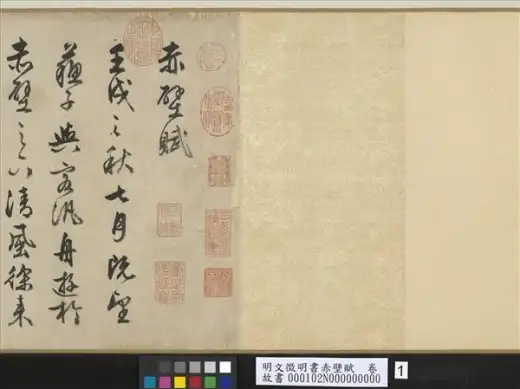 赤壁賦
壬戌之秋七月既望
蘇子與客汎舟遊於
赤壁之下清風徐來
明文徵明書赤壁賦　卷
故書 000102N000000000
1